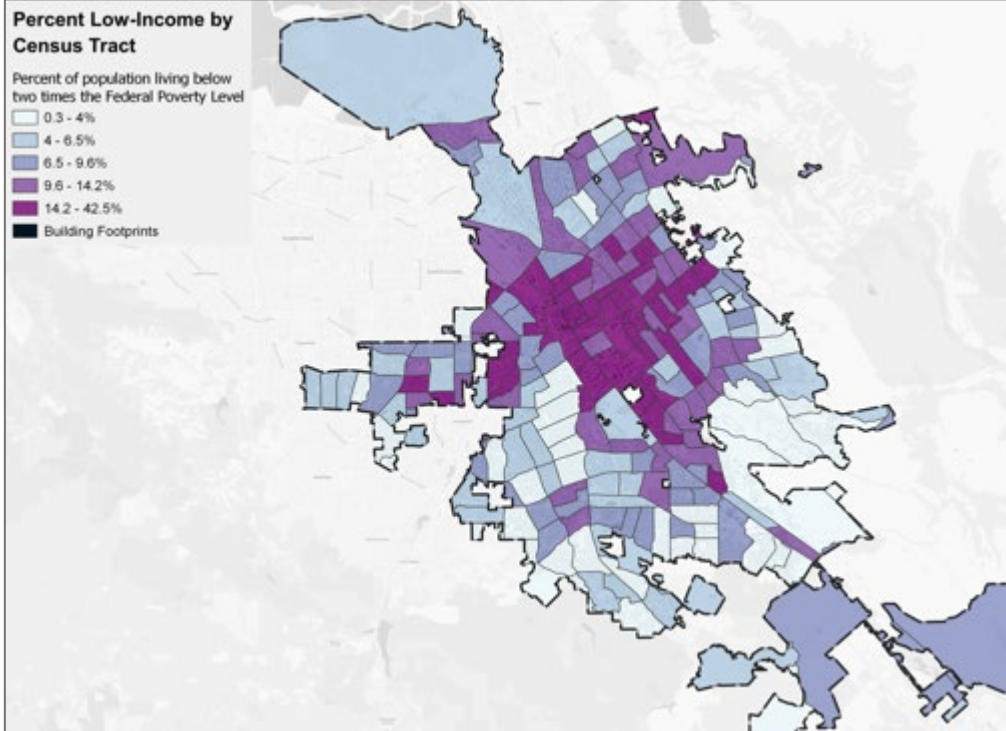 Percent Low-Income by
Census Tract
Percent of population living below
two times the Federal Poverty Level
0.3 - 4%
4 - 6.5%
6.5 - 9.6%
9.6 - 14.2%
14.2 - 42.5%
Building Footprints